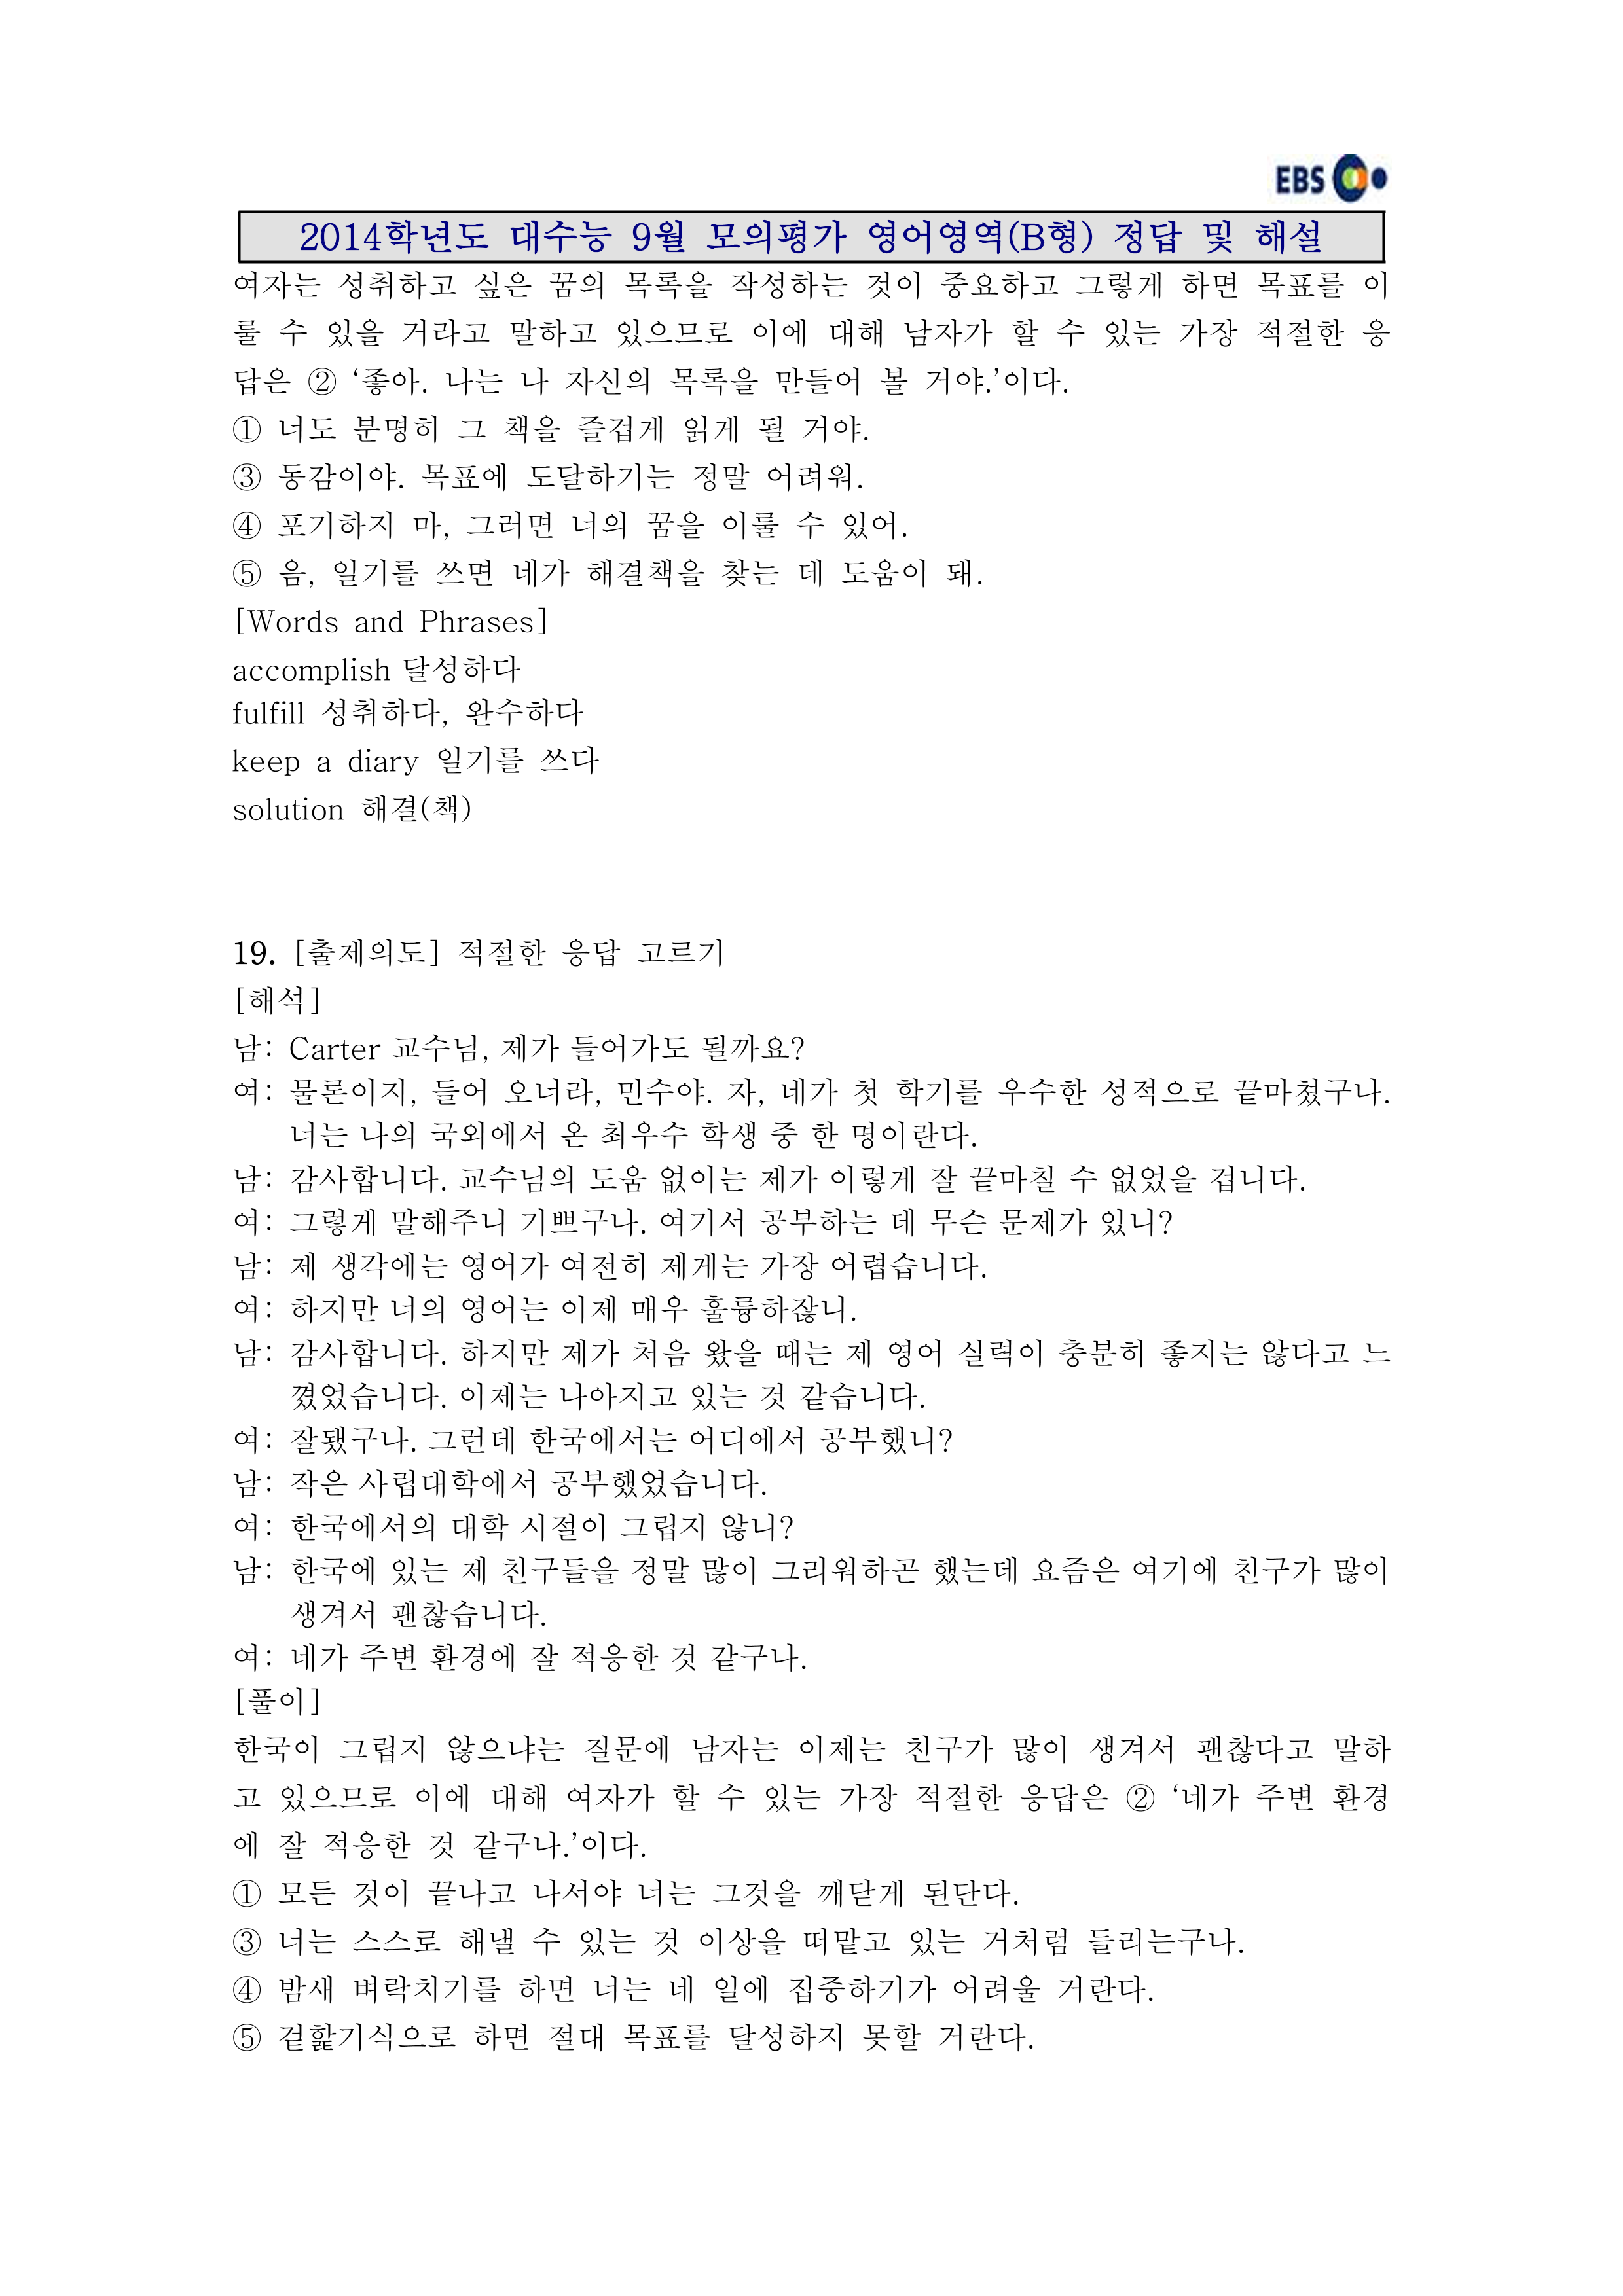 EBS
2014학년도 대수능 9월 모의평가 영어영역(B형) 정답 및 해설
여자는 성취하고 싶은 꿈의 목록을 작성하는 것이 중요하고 그렇게 하면 목표를 이
룰 수 있을 거라고 말하고 있으므로 이에 대해 남자가 할 수 있는 가장 적절한 응
답은 ② ‘좋아. 나는 나 자신의 목록을 만들어 볼 거야.’이다.
① 너도 분명히 그 책을 즐겁게 읽게 될 거야.
③ 동감이야. 목표에 도달하기는 정말 어려워.
④ 포기하지 마, 그러면 너의 꿈을 이룰 수 있어.
⑤ 음, 일기를 쓰면 네가 해결책을 찾는 데 도움이 돼.
[Words and Phrases]
accomplish 달성하다
fulfill 성취하다, 완수하다
keep a diary 일기를 쓰다
solution 해결(책)
19. [출제의도] 적절한 응답 고르기
[해석]
남: Carter 교수님, 제가 들어가도 될까요?
여: 물론이지, 들어 오너라, 민수야. 자, 네가 첫 학기를 우수한 성적으로 끝마쳤구나.
너는 나의 국외에서 온 최우수 학생 중 한 명이란다.
남: 감사합니다. 교수님의 도움 없이는 제가 이렇게 잘 끝마칠 수 없었을 겁니다.
여: 그렇게 말해주니 기쁘구나. 여기서 공부하는 데 무슨 문제가 있니?
남: 제 생각에는 영어가 여전히 제게는 가장 어렵습니다.
여: 하지만 너의 영어는 이제 매우 훌륭하잖니.
남: 감사합니다. 하지만 제가 처음 왔을 때는 제 영어 실력이 충분히 좋지는 않다고 느
꼈었습니다. 이제는 나아지고 있는 것 같습니다.
여: 잘됐구나. 그런데 한국에서는 어디에서 공부했니?
남: 작은 사립대학에서 공부했었습니다.
여: 한국에서의 대학 시절이 그립지 않니?
남: 한국에 있는 제 친구들을 정말 많이 그리워하곤 했는데 요즘은 여기에 친구가 많이
생겨서 괜찮습니다.
여: 네가 주변 환경에 잘 적응한 것 같구나.
[풀이]
한국이 그립지 않으냐는 질문에 남자는 이제는 친구가 많이 생겨서 괜찮다고 말하
고 있으므로 이에 대해 여자가 할 수 있는 가장 적절한 응답은 ② ‘네가 주변 환경
에 잘 적응한 것 같구나.’이다.
① 모든 것이 끝나고 나서야 너는 그것을 깨닫게 된단다.
③ 너는 스스로 해낼 수 있는 것 이상을 떠맡고 있는 거처럼 들리는구나.
④ 밤새 벼락치기를 하면 너는 네 일에 집중하기가 어려울 거란다.
⑤ 겉핥기식으로 하면 절대 목표를 달성하지 못할 거란다.